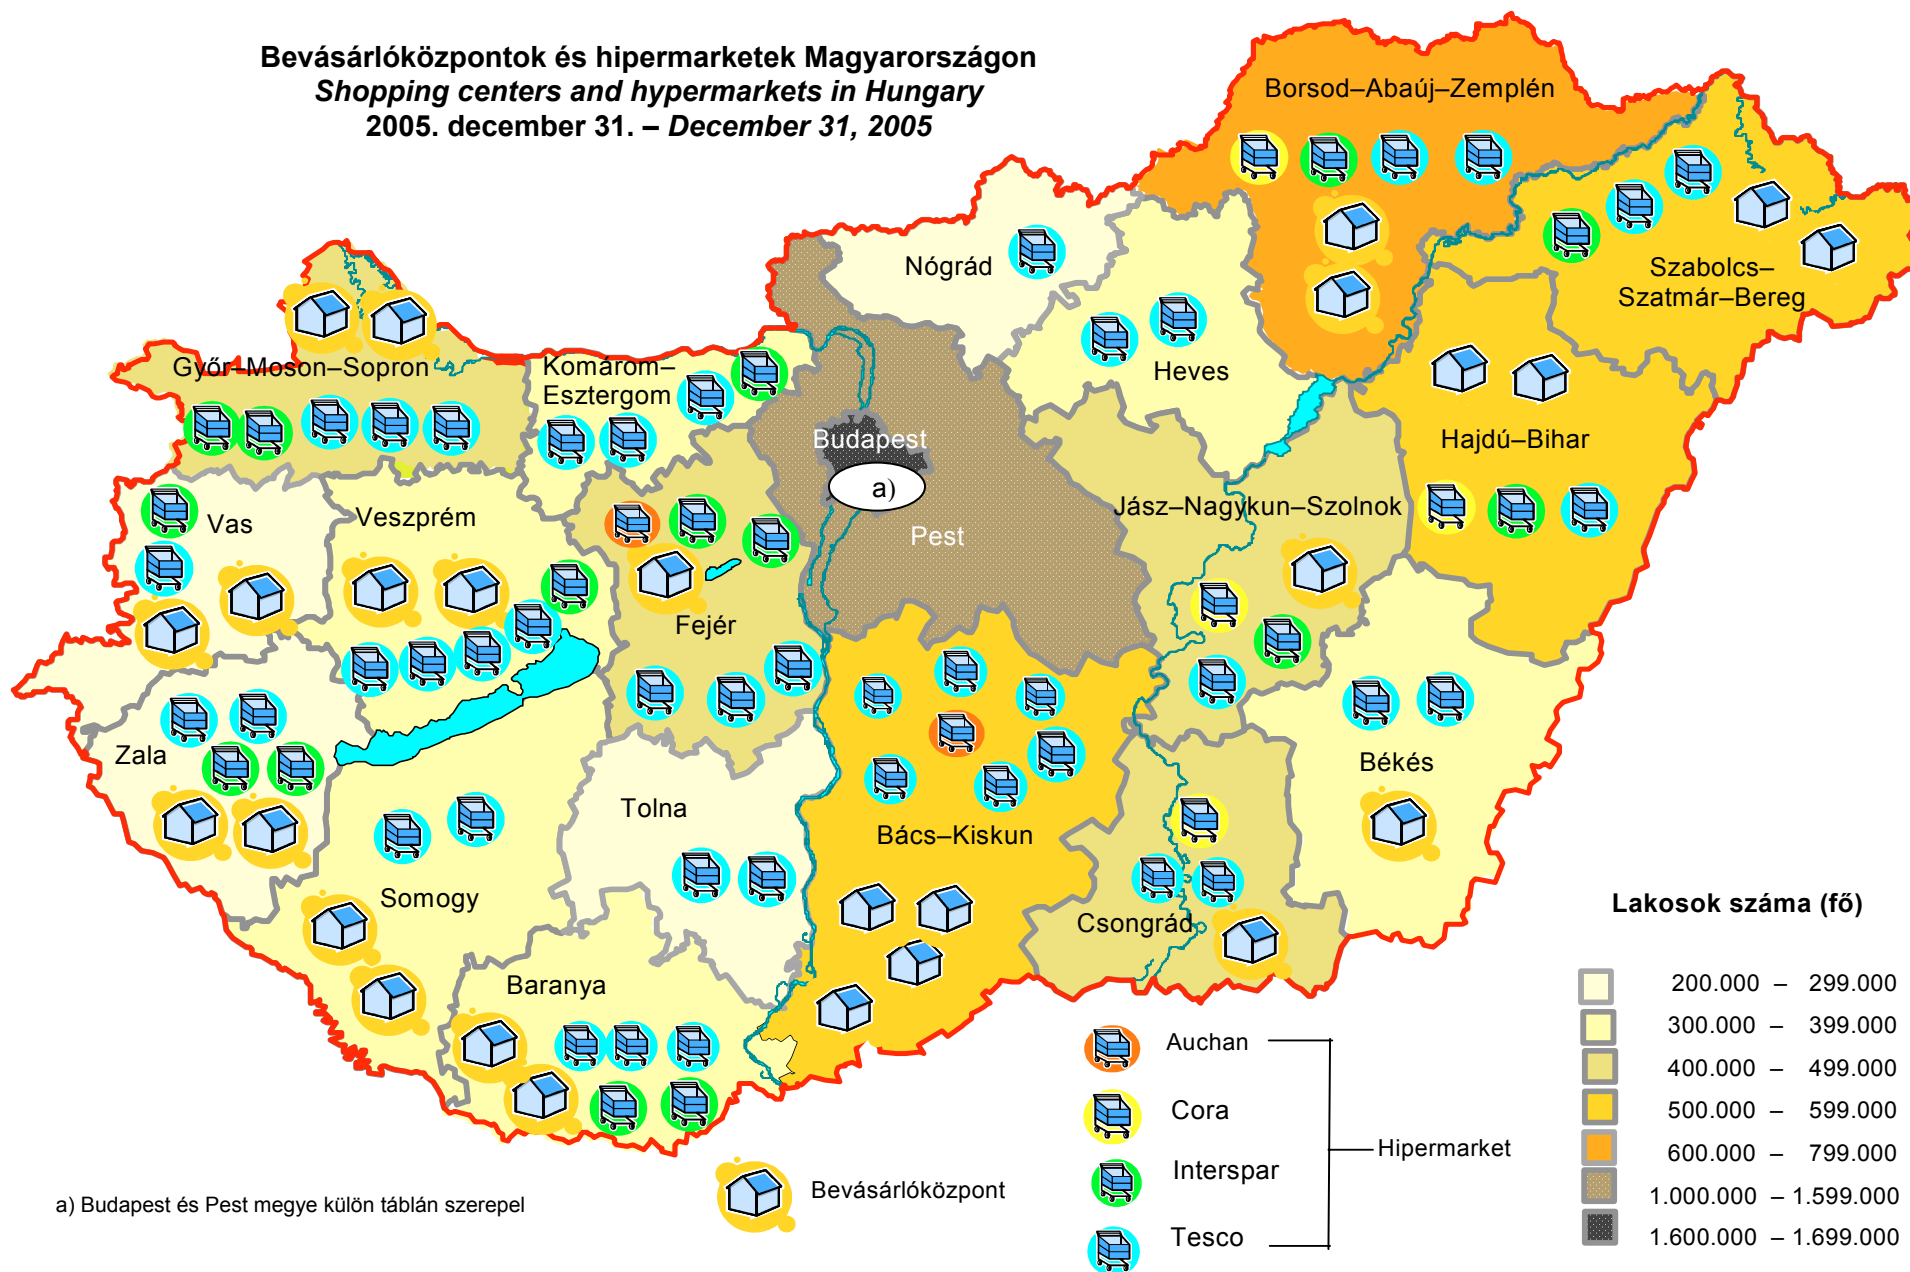 Bevásárlóközpontok és hipermarketek Magyarországon
Shopping centers and hypermarkets in Hungary
2005. december 31. – December 31, 2005
Borsod–Abaúj–Zemplén
Nógrád
Szabolcs–
Szatmár–Bereg
Győr–Moson–Sopron
Komárom–
Esztergom
Heves
Budapest
Hajdú–Bihar
a)
Jász–Nagykun–Szolnok
Vas
Veszprém
Pest
Fejér
Zala
Békés
Tolna
Bács–Kiskun
Somogy
Csongrád
Baranya
Lakosok száma (fő)
200.000 – 299.000
300.000 – 399.000
400.000 – 499.000
500.000 – 599.000
600.000 – 799.000
1.000.000 – 1.599.000
1.600.000 – 1.699.000
Auchan
Cora
Hipermarket
Interspar
Tesco
Bevásárlóközpont
a) Budapest és Pest megye külön táblán szerepel